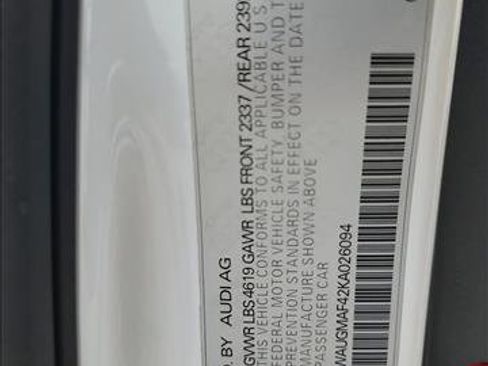 D. BY AUDI AG
GVWR LBS 4619 GAWR LBS FRONT 2337/REAR 239
THIS VEHICLE CONFORMS TO ALL APPLICABLE U S
FEDERAL MOTOR VEHICLE SAFETY, BUMPER AND T
PREVENTION STANDARDS IN EFFECT ON THE DATE
MANUFACTURE SHOWN ABOVE
PASSENGER CAR
WAUGMAF42KA026094